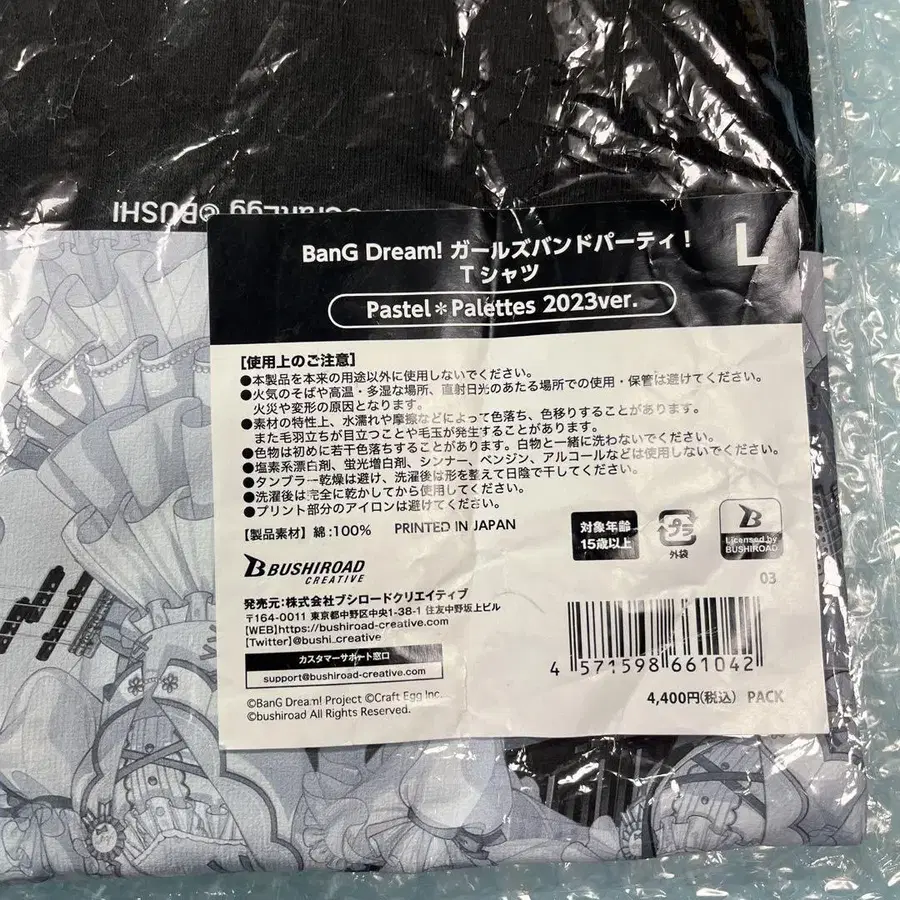 CraftEgg ©BUSHI
BanG Dream! ガールズバンドパーティ！
Tシャツ
L
Pastel＊Palettes 2023ver.
【使用上のご注意】
●本製品を本来の用途以外に使用しないでください。
●火気のそばや高温・多湿な場所、直射日光のあたる場所での使用・保管は避けてください。
火災や変形の原因となります。
●素材の特性上、水濡れや摩擦などによって色落ち、色移りすることがあります。
また毛羽立ちが目立つことや毛玉が発生することがあります。
●色物は初めに若干色落ちすることがあります。白物と一緒に洗わないでください。
●塩素系漂白剤、蛍光増白剤、シンナー、ベンジン、アルコールなどは使用しないでください。
●タンブラー乾燥は避け、洗濯後は形を整えて日陰で干してください。
●洗濯後は完全に乾かしてから使用してください。
●プリント部分のアイロンは避けてください。
【製品素材】綿:100% PRINTED IN JAPAN
対象年齢
15歳以上
プラ
外袋
B
Licensed by
BUSHIROAD
BUSHIROAD
CREATIVE
03
発売元:株式会社ブシロードクリエイティブ
〒164-0011 東京都中野区中央1-38-1 住友中野坂上ビル
【WEB】https://bushiroad-creative.com
【Twitter】@bushi_creative
カスタマーサポート窓口
support@bushiroad-creative.com
4 571598 661042
©BanG Dream! Project ©Craft Egg Inc.
©bushiroad All Rights Reserved.
4,400円(税込) PACK